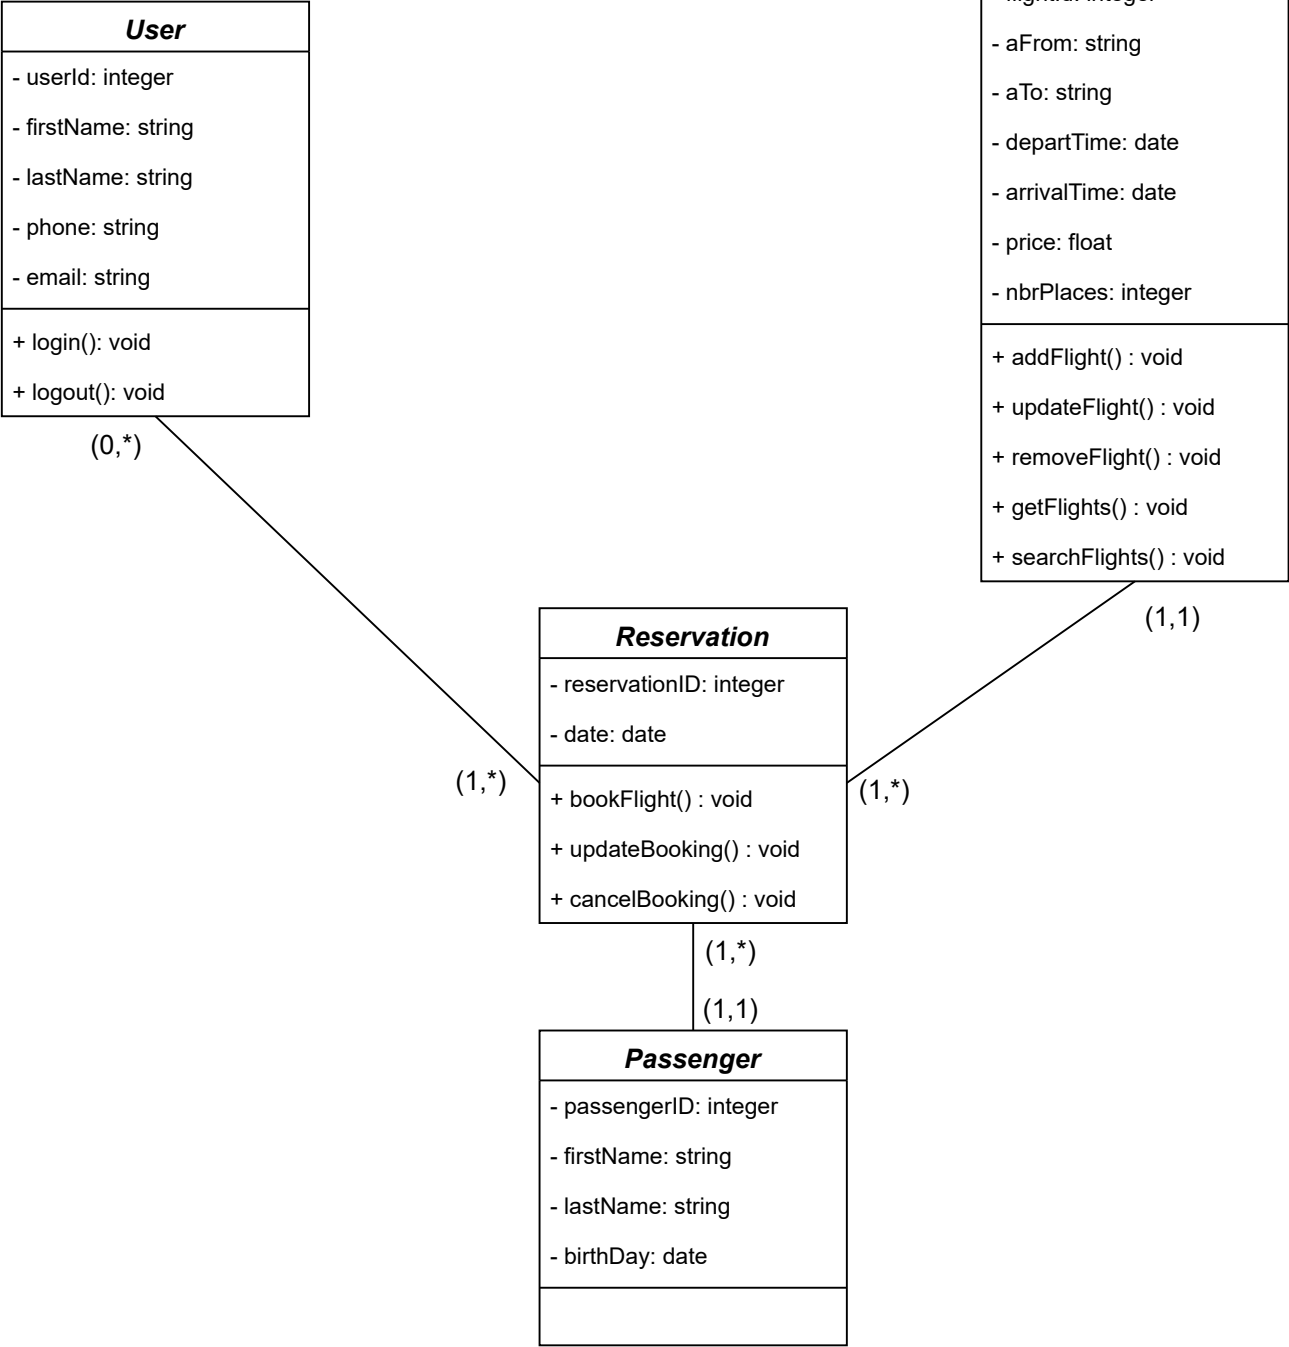 User
- userId: integer
- firstName: string
- lastName: string
- phone: string
- email: string
+ login(): void
+ logout(): void
(0,*)
- aFrom: string
- aTo: string
- departTime: date
- arrivalTime: date
- price: float
- nbrPlaces: integer
+ addFlight() : void
+ updateFlight() : void
+ removeFlight() : void
+ getFlights() : void
+ searchFlights() : void
(1,1)
Reservation
- reservationID: integer
- date: date
+ bookFlight() : void
+ updateBooking() : void
+ cancelBooking() : void
(1,*)
(1,*)
(1,*)
(1,1)
Passenger
- passengerID: integer
- firstName: string
- lastName: string
- birthDay: date